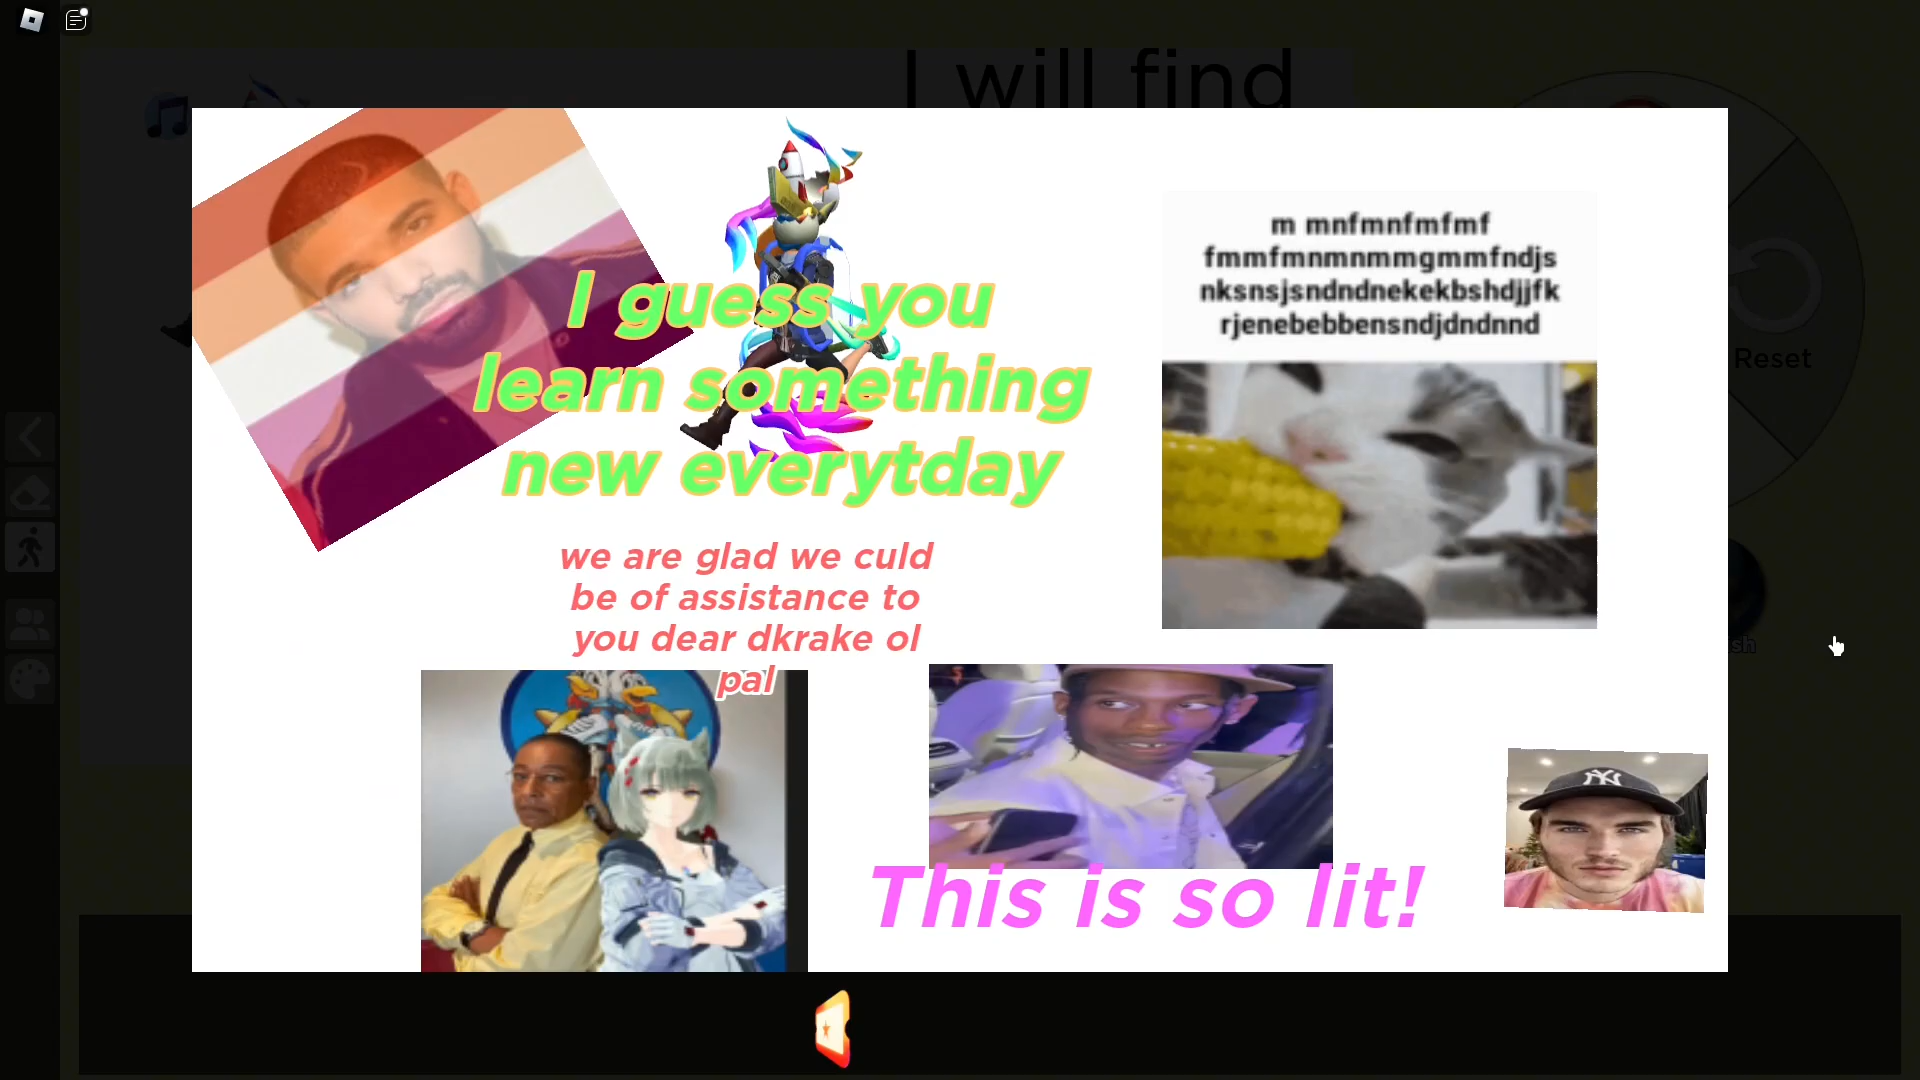 I will find
m mnfmnfmfmf
fmmfmnmnmmgmmfndjs
nksnsjsndndnekekbshdjjfk
rjenebebbensndjdndnnd
I guess you
learn something
new everytday
Reset
we are glad we culd
be of assistance to
you dear dkrake ol
pal
This is so lit!
NY